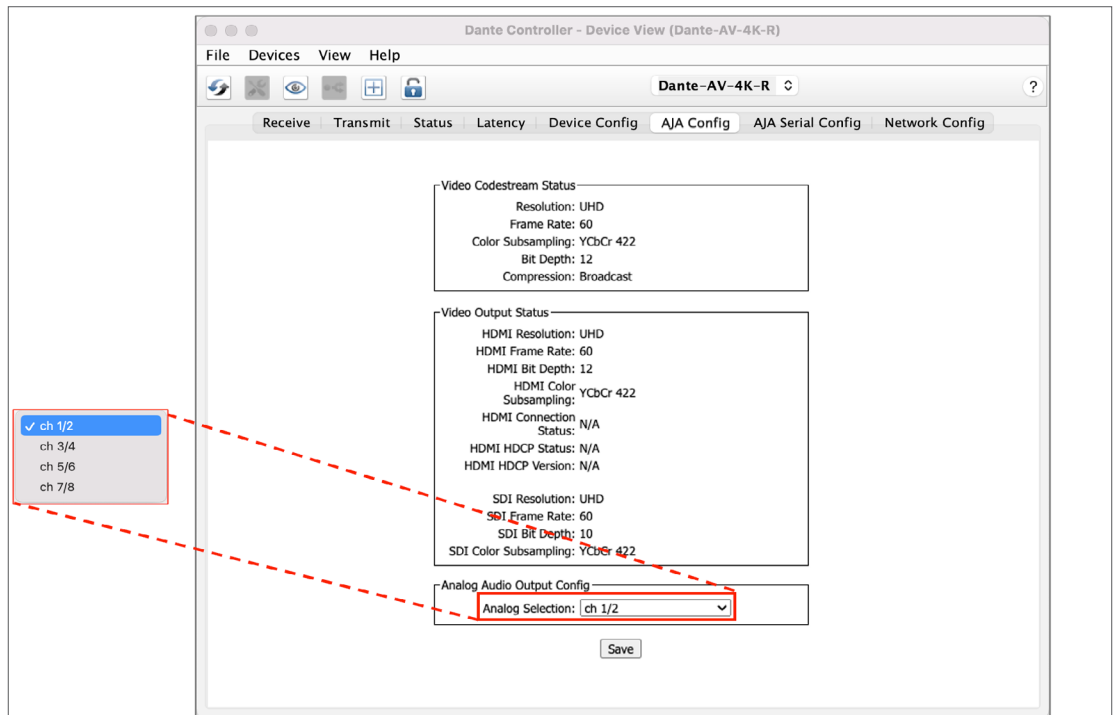 Dante Controller - Device View (Dante-AV-4K-R)
File Devices View Help
Dante-AV-4K-R
?
Receive Transmit Status Latency Device Config AJA Config AJA Serial Config Network Config
Video Codestream Status
Resolution: UHD
Frame Rate: 60
Color Subsampling: YCbCr 422
Bit Depth: 12
Compression: Broadcast
Video Output Status
HDMI Resolution: UHD
HDMI Frame Rate: 60
HDMI Bit Depth: 12
HDMI Color
Subsampling: YCbCr 422
HDMI Connection
Status: N/A
HDMI HDCP Status: N/A
HDMI HDCP Version: N/A
SDI Resolution: UHD
SDI Frame Rate: 60
SDI Bit Depth: 10
SDI Color Subsampling: YCbCr 422
Analog Audio Output Config
Analog Selection: ch 1/2
Save
✓ ch 1/2
ch 3/4
ch 5/6
ch 7/8